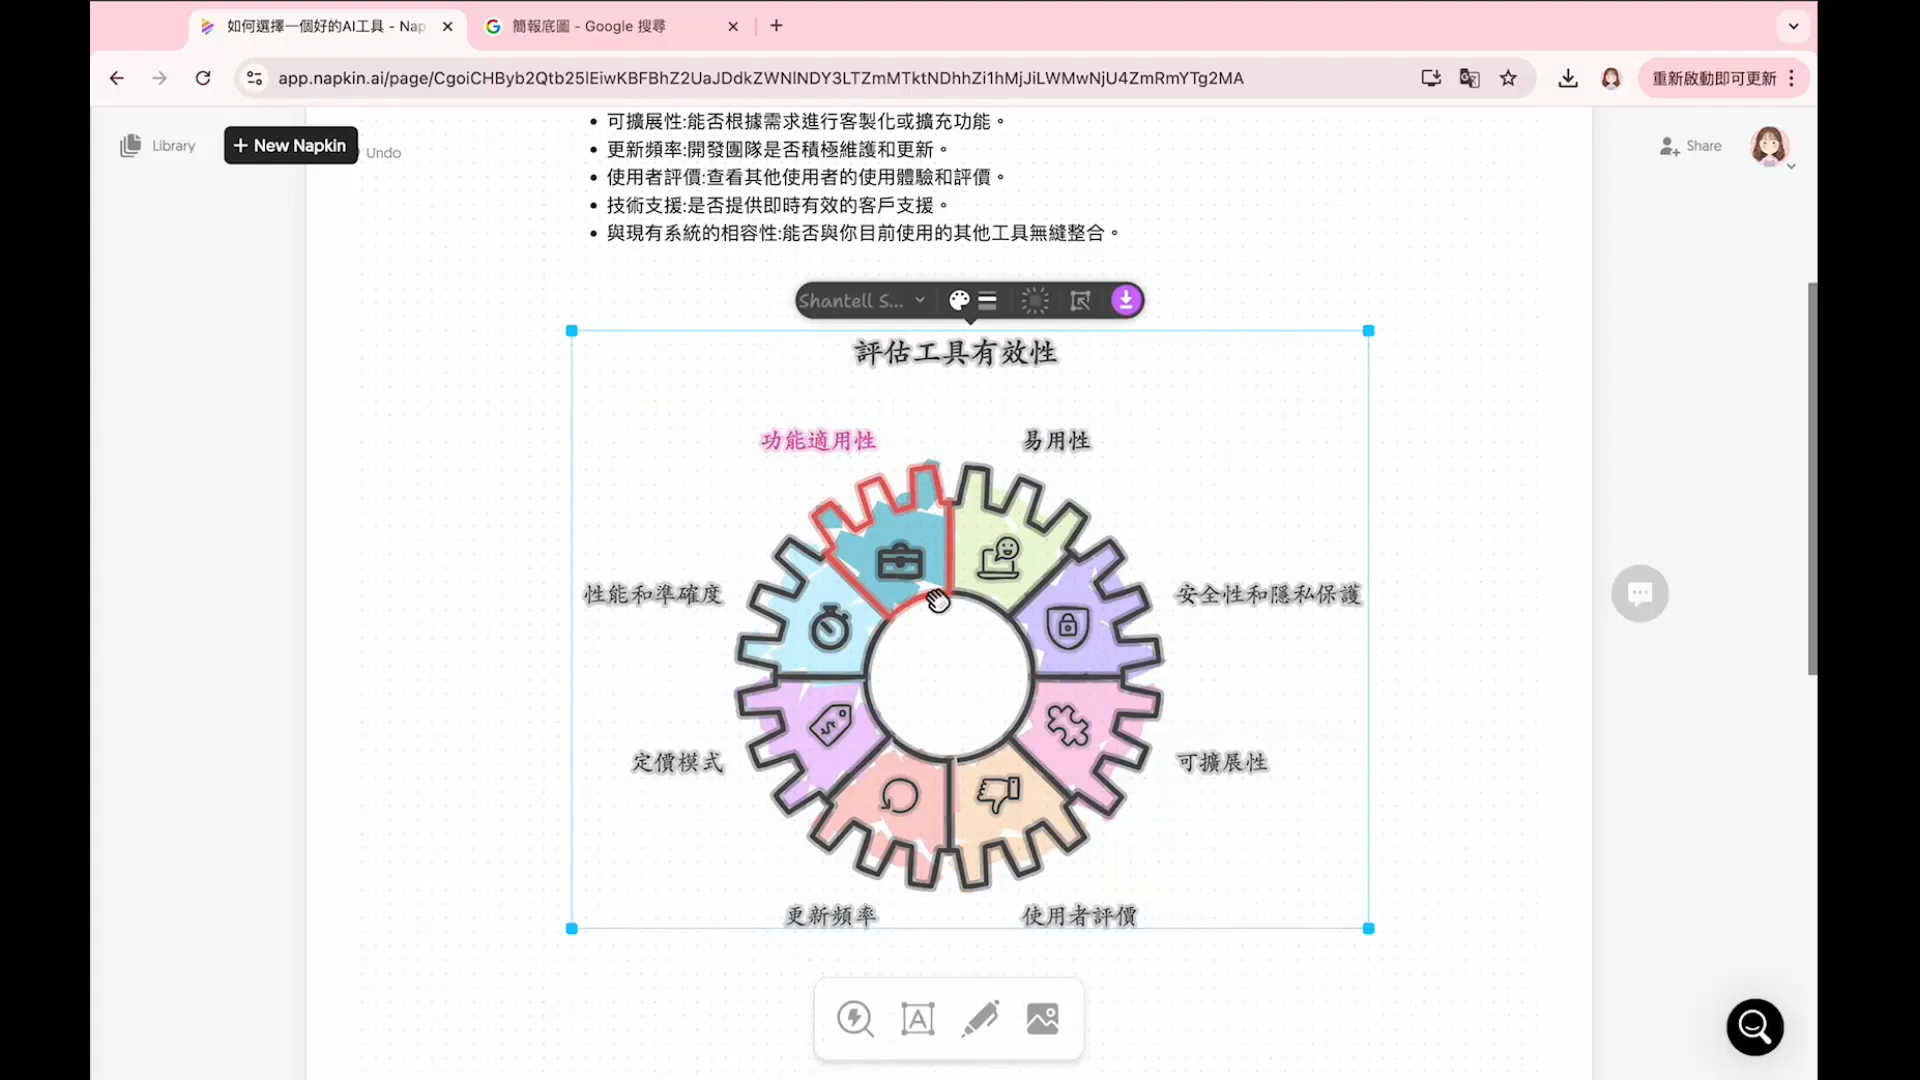 如何選擇一個好的AI工具 - Nap
簡報底圖 - Google 搜尋
app.napkin.ai/page/CgoiCHByb2Qtb25lEiwKBFBhZ2UaJDdkZWNlNDY3LTZmMTktNDhhZi1hMjJiLWMwNjU4ZmRmYTg2MA
重新啟動即可更新
Library
+ New Napkin
Undo
Share
可擴展性:能否根據需求進行客製化或擴充功能。
更新頻率:開發團隊是否積極維護和更新。
使用者評價:查看其他使用者的使用體驗和評價。
技術支援:是否提供即時有效的客戶支援。
與現有系統的相容性:能否與你目前使用的其他工具無縫整合。
Shantell S...
評估工具有效性
功能適用性
易用性
性能和準確度
安全性和隱私保護
定價模式
可擴展性
更新頻率
使用者評價